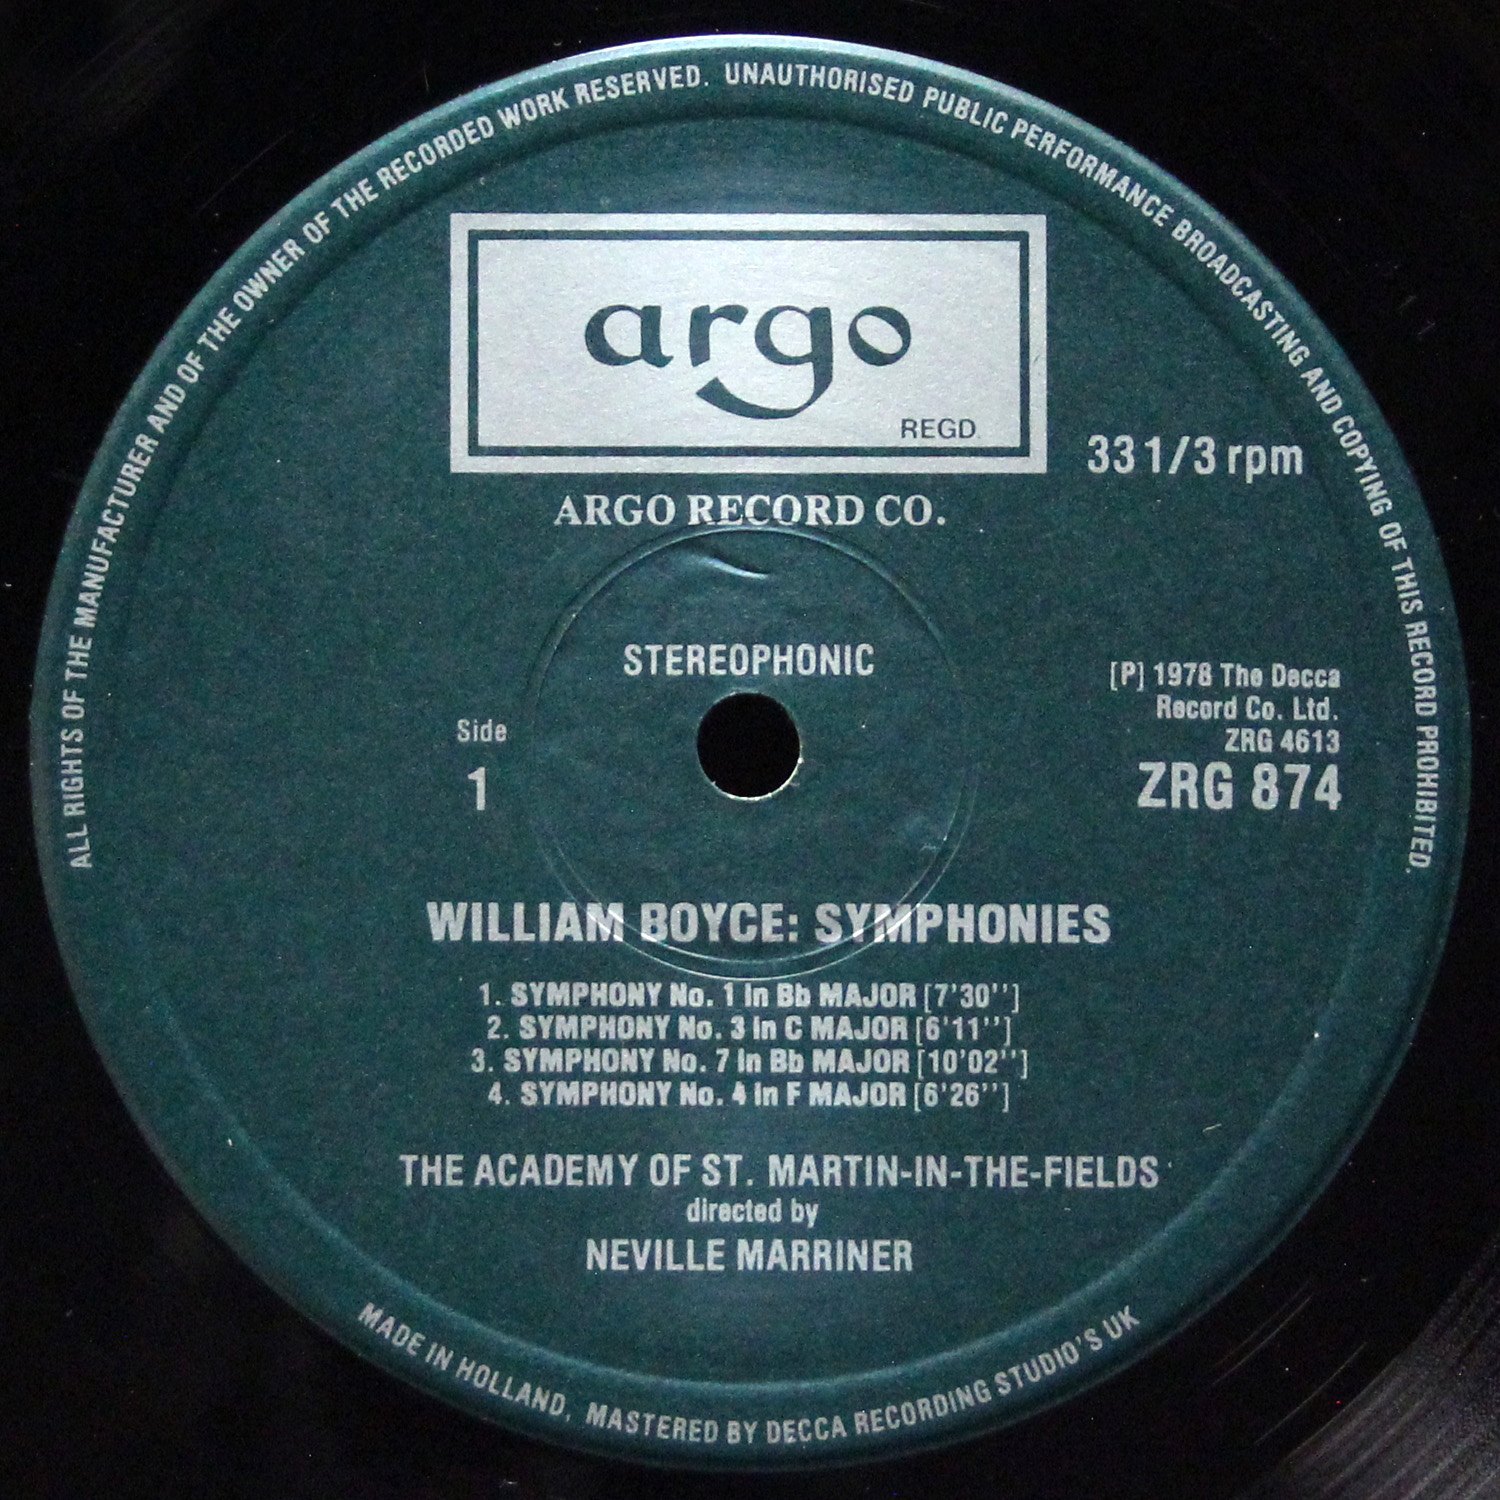 ALL RIGHTS OF THE MANUFACTURER AND OF THE OWNER OF THE RECORDED WORK RESERVED. UNAUTHORISED PUBLIC PERFORMANCE BROADCASTING AND COPYING OF THIS RECORD PROHIBITED.
argo
REGD.
33 1/3 rpm
ARGO RECORD CO.
STEREOPHONIC
[P] 1978 The Decca
Record Co. Ltd.
ZRG 4613
ZRG 874
Side
1
WILLIAM BOYCE: SYMPHONIES
1. SYMPHONY No. 1 in Bb MAJOR [7'30'']
2. SYMPHONY No. 3 in C MAJOR [6'11'']
3. SYMPHONY No. 7 in Bb MAJOR [10'02'']
4. SYMPHONY No. 4 in F MAJOR [6'26'']
THE ACADEMY OF ST. MARTIN-IN-THE-FIELDS
directed by
NEVILLE MARRINER
MADE IN HOLLAND, MASTERED BY DECCA RECORDING STUDIO'S UK